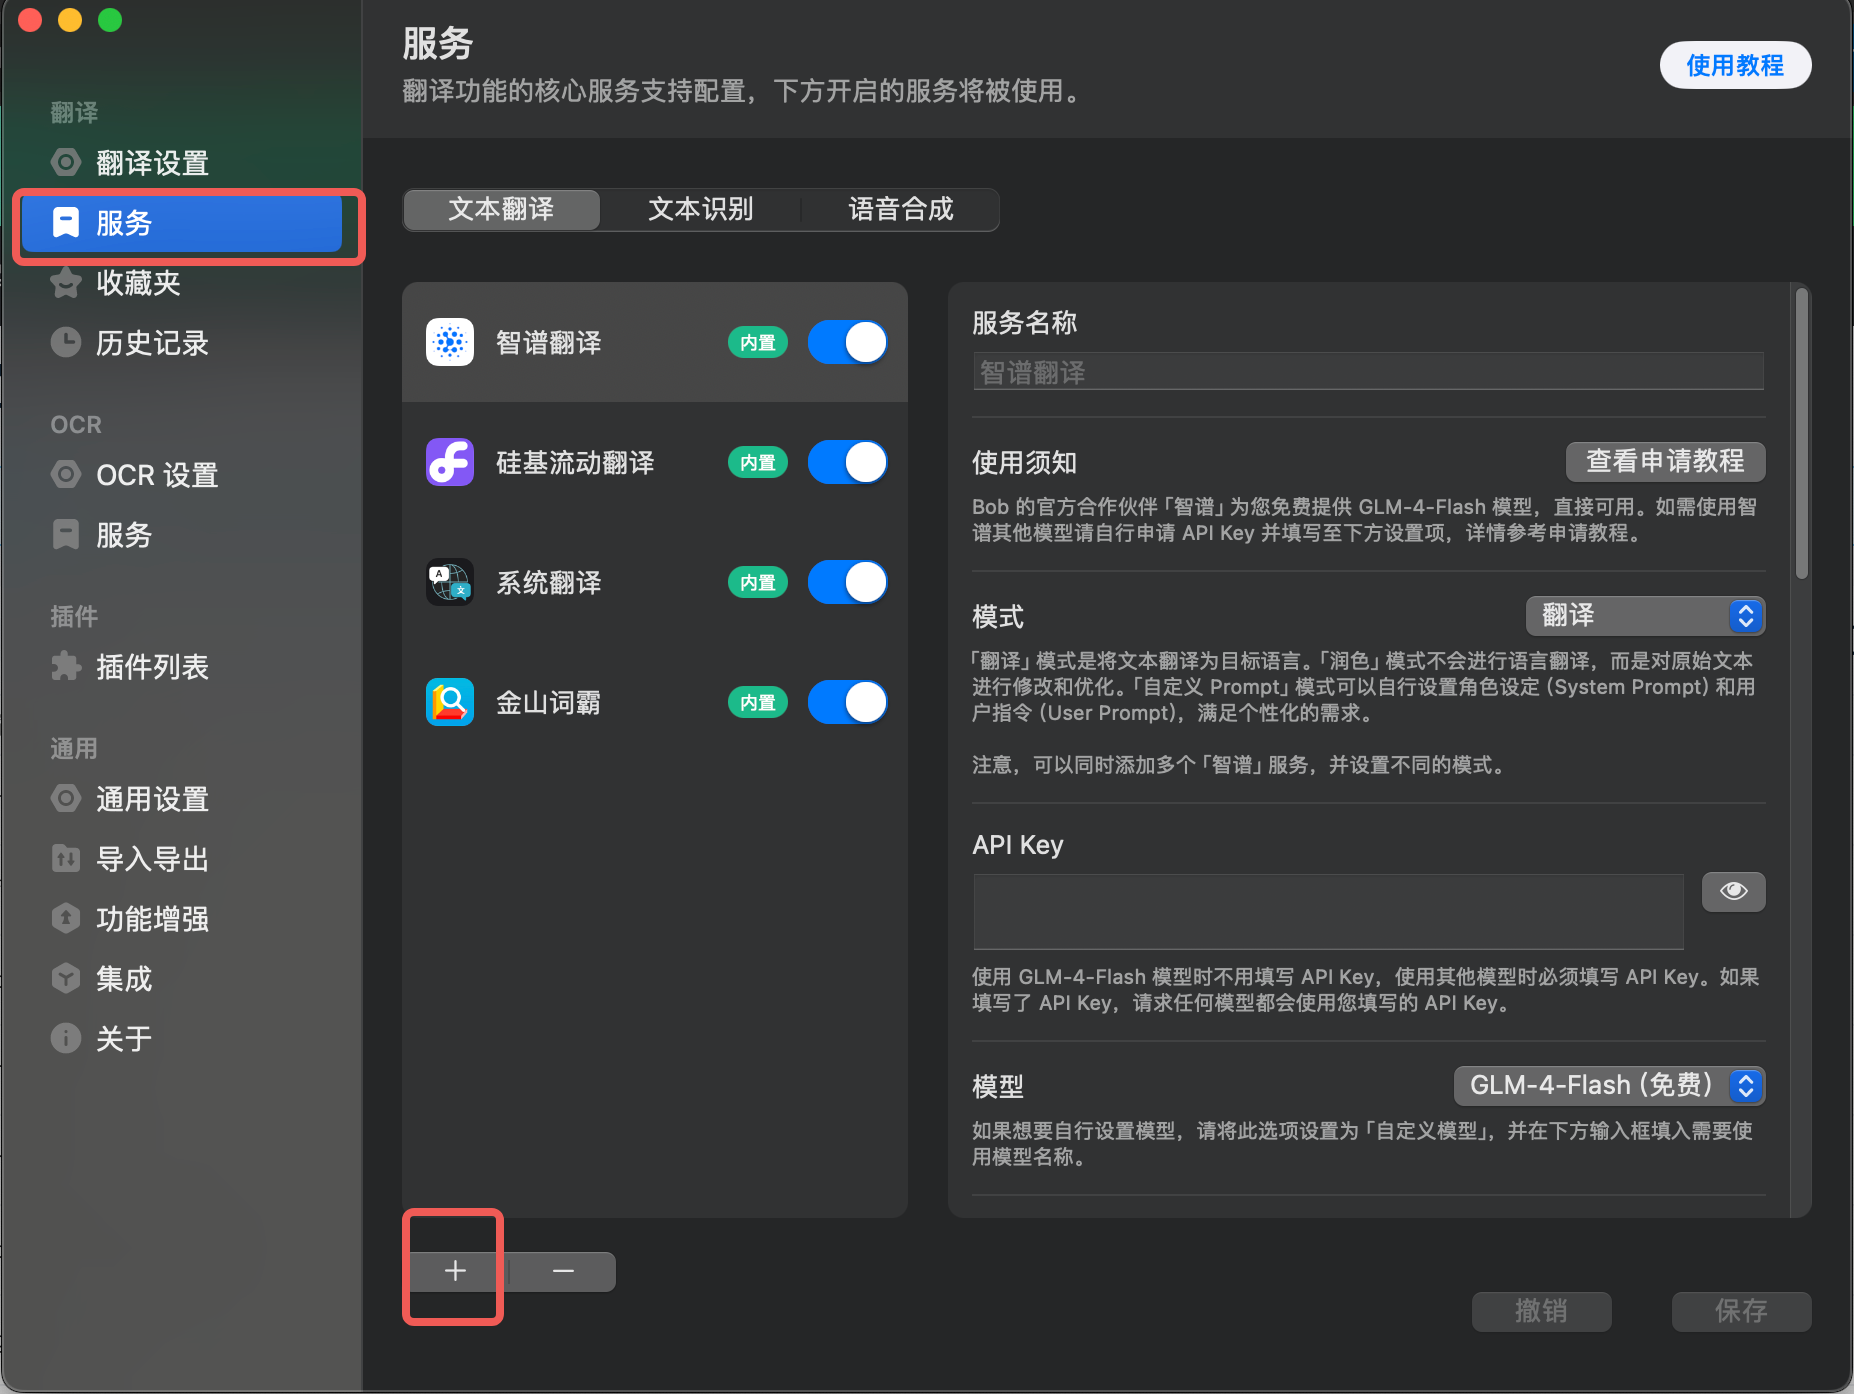 服务
翻译功能的核心服务支持配置，下方开启的服务将被使用。
使用教程
翻译
翻译设置
服务
收藏夹
历史记录
OCR
OCR 设置
服务
插件
插件列表
通用
通用设置
导入导出
功能增强
集成
关于
文本翻译
文本识别
语音合成
智谱翻译
内置
硅基流动翻译
内置
系统翻译
内置
金山词霸
内置
服务名称
智谱翻译
使用须知
查看申请教程
Bob 的官方合作伙伴「智谱」为您免费提供 GLM-4-Flash 模型，直接可用。如需使用智
谱其他模型请自行申请 API Key 并填写至下方设置项，详情参考申请教程。
模式
翻译
「翻译」模式是将文本翻译为目标语言。「润色」模式不会进行语言翻译，而是对原始文本
进行修改和优化。「自定义 Prompt」模式可以自行设置角色设定 (System Prompt) 和用
户指令 (User Prompt)，满足个性化的需求。
注意，可以同时添加多个「智谱」服务，并设置不同的模式。
API Key
使用 GLM-4-Flash 模型时不用填写 API Key，使用其他模型时必须填写 API Key。如果
填写了 API Key，请求任何模型都会使用您填写的 API Key。
模型
GLM-4-Flash (免费)
如果想要自行设置模型，请将此选项设置为「自定义模型」，并在下方输入框填入需要使
用模型名称。
撤销
保存